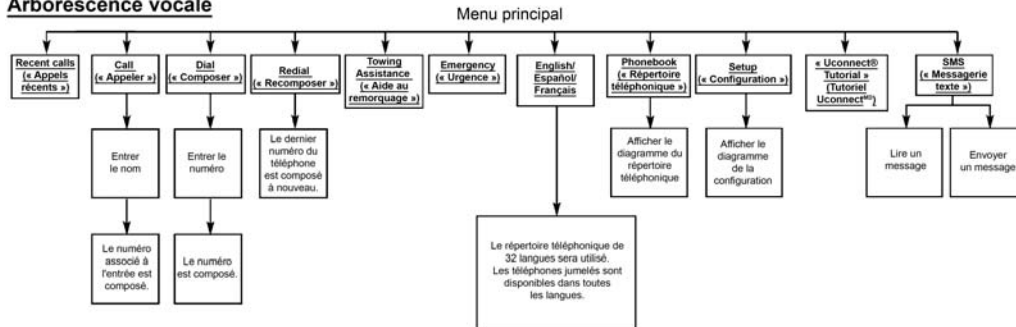 Arborescence vocale
Menu principal
Recent calls
(« Appels
récents »)
Call
(« Appeler »)
Dial
(« Composer »)
Redial
(« Recomposer »)
Towing
Assistance
(« Aide au
remorquage »)
Emergency
(« Urgence »)
English/
Español/
Français
Phonebook
(« Répertoire
téléphonique »)
Setup
(« Configuration »)
« Uconnect®
Tutorial »
(Tutoriel
Uconnectᴹᴰ)
SMS
(« Messagerie
texte »)
Entrer
le nom
Entrer le
numéro
Le dernier
numéro du
téléphone
est composé
à nouveau.
Afficher le
diagramme du
répertoire
téléphonique
Afficher le
diagramme
de la
configuration
Lire un
message
Envoyer
un message
Le numéro
associé à
l'entrée est
composé.
Le numéro
est composé.
Le répertoire téléphonique de
32 langues sera utilisé.
Les téléphones jumelés sont
disponibles dans toutes
les langues.